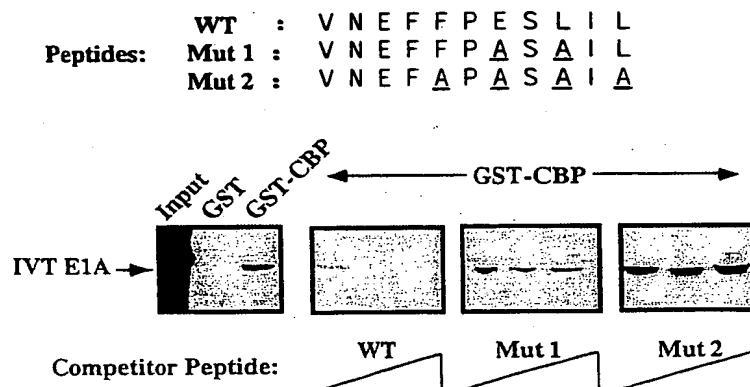 WT : V N E F F P E S L I L
Peptides: Mut 1 : V N E F F P A S A I L
Mut 2 : V N E F A P A S A I A
Input GST GST-CBP
GST-CBP
IVT E1A
WT Mut 1 Mut 2
Competitor Peptide: